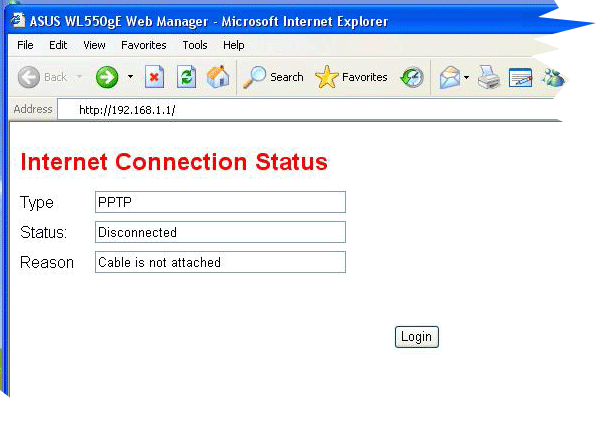 ASUS WL550gE Web Manager - Microsoft Internet Explorer
File Edit View Favorites Tools Help
Back Search Favorites
Address http://192.168.1.1/
Internet Connection Status
Type PPTP
Status: Disconnected
Reason Cable is not attached
Login